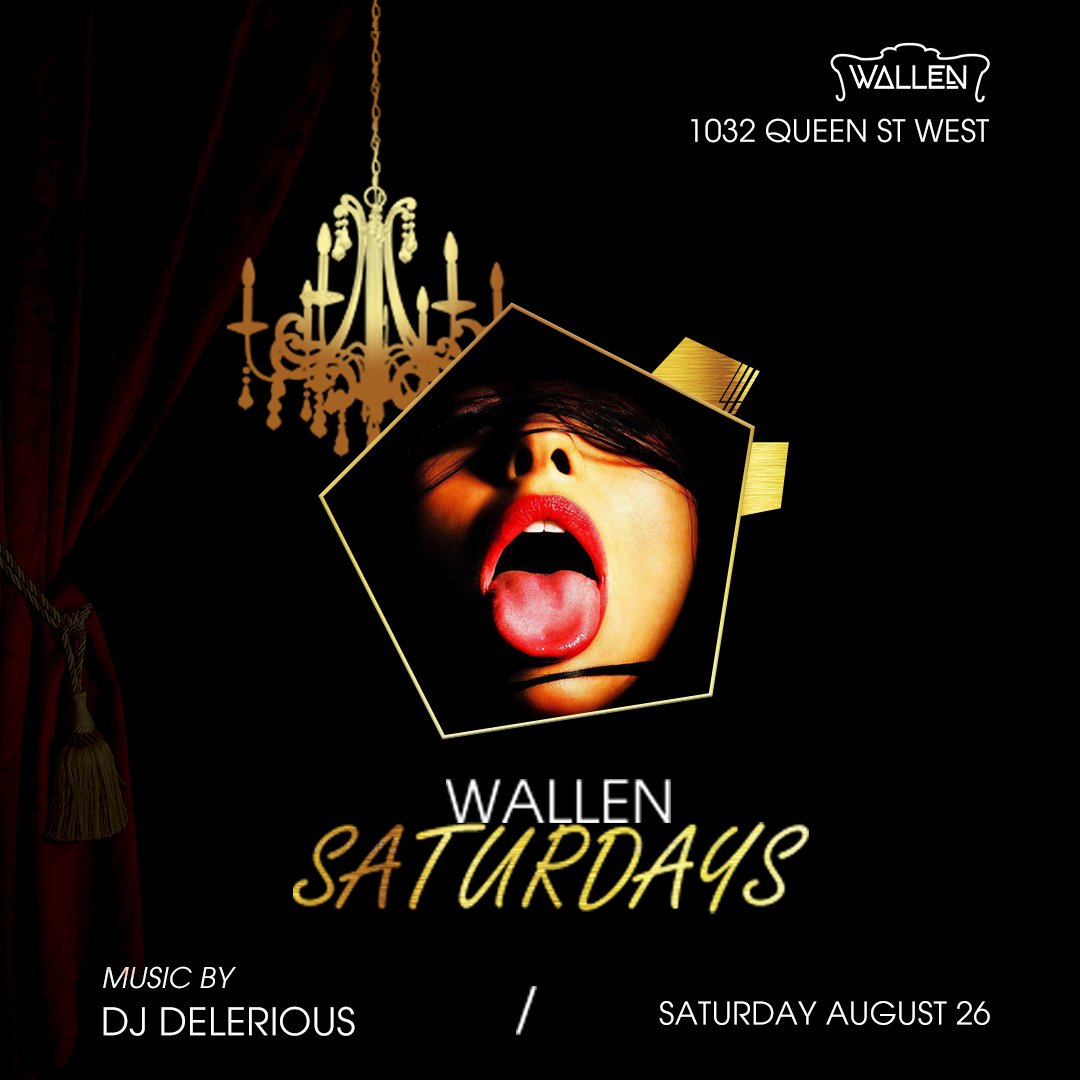 WALLEN
1032 QUEEN ST WEST
WALLEN
SATURDAYS
MUSIC BY
DJ DELERIOUS
/
SATURDAY AUGUST 26